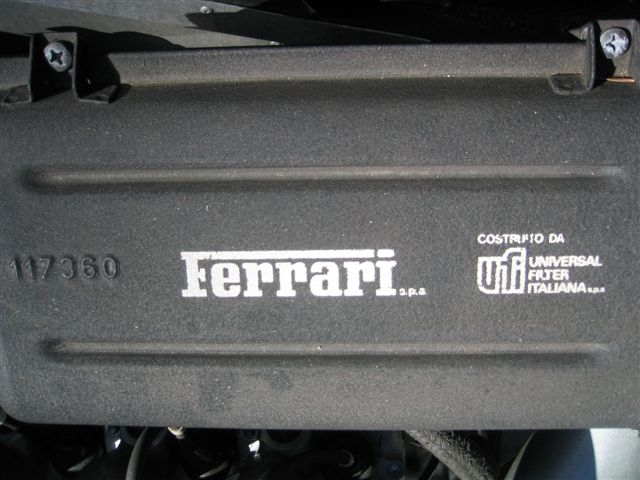 117360
Ferrari s.p.a.
COSTRUITO DA
ufi UNIVERSAL
FILTER
ITALIANA s.p.a